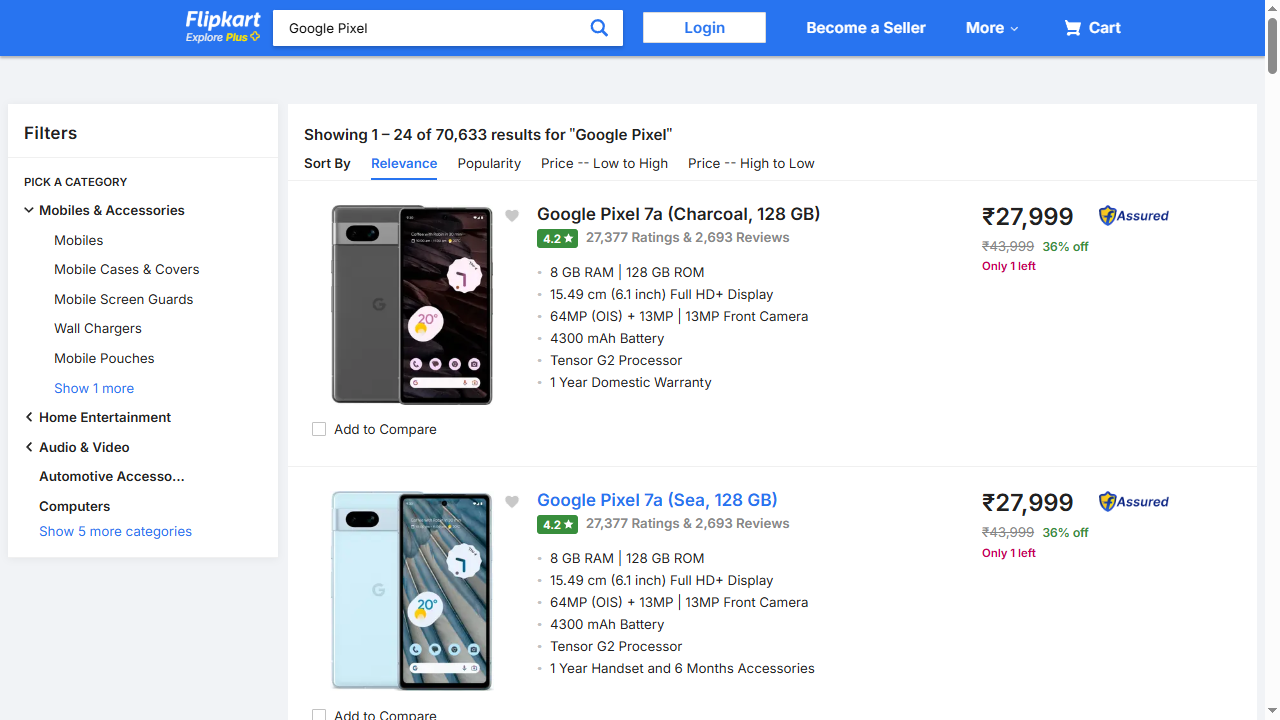 Flipkart
Explore Plus
Google Pixel
Login
Become a Seller
More
Cart
Filters
PICK A CATEGORY
Mobiles & Accessories
Mobiles
Mobile Cases & Covers
Mobile Screen Guards
Wall Chargers
Mobile Pouches
Show 1 more
Home Entertainment
Audio & Video
Automotive Accesso...
Computers
Show 5 more categories
Showing 1 – 24 of 70,633 results for "Google Pixel"
Sort By
Relevance
Popularity
Price -- Low to High
Price -- High to Low
20°
Add to Compare
Google Pixel 7a (Charcoal, 128 GB)
4.2 ★ 27,377 Ratings & 2,693 Reviews
8 GB RAM | 128 GB ROM
15.49 cm (6.1 inch) Full HD+ Display
64MP (OIS) + 13MP | 13MP Front Camera
4300 mAh Battery
Tensor G2 Processor
1 Year Domestic Warranty
₹27,999
Assured
₹43,999 36% off
Only 1 left
20°
Add to Compare
Google Pixel 7a (Sea, 128 GB)
4.2 ★ 27,377 Ratings & 2,693 Reviews
8 GB RAM | 128 GB ROM
15.49 cm (6.1 inch) Full HD+ Display
64MP (OIS) + 13MP | 13MP Front Camera
4300 mAh Battery
Tensor G2 Processor
1 Year Handset and 6 Months Accessories
₹27,999
Assured
₹43,999 36% off
Only 1 left